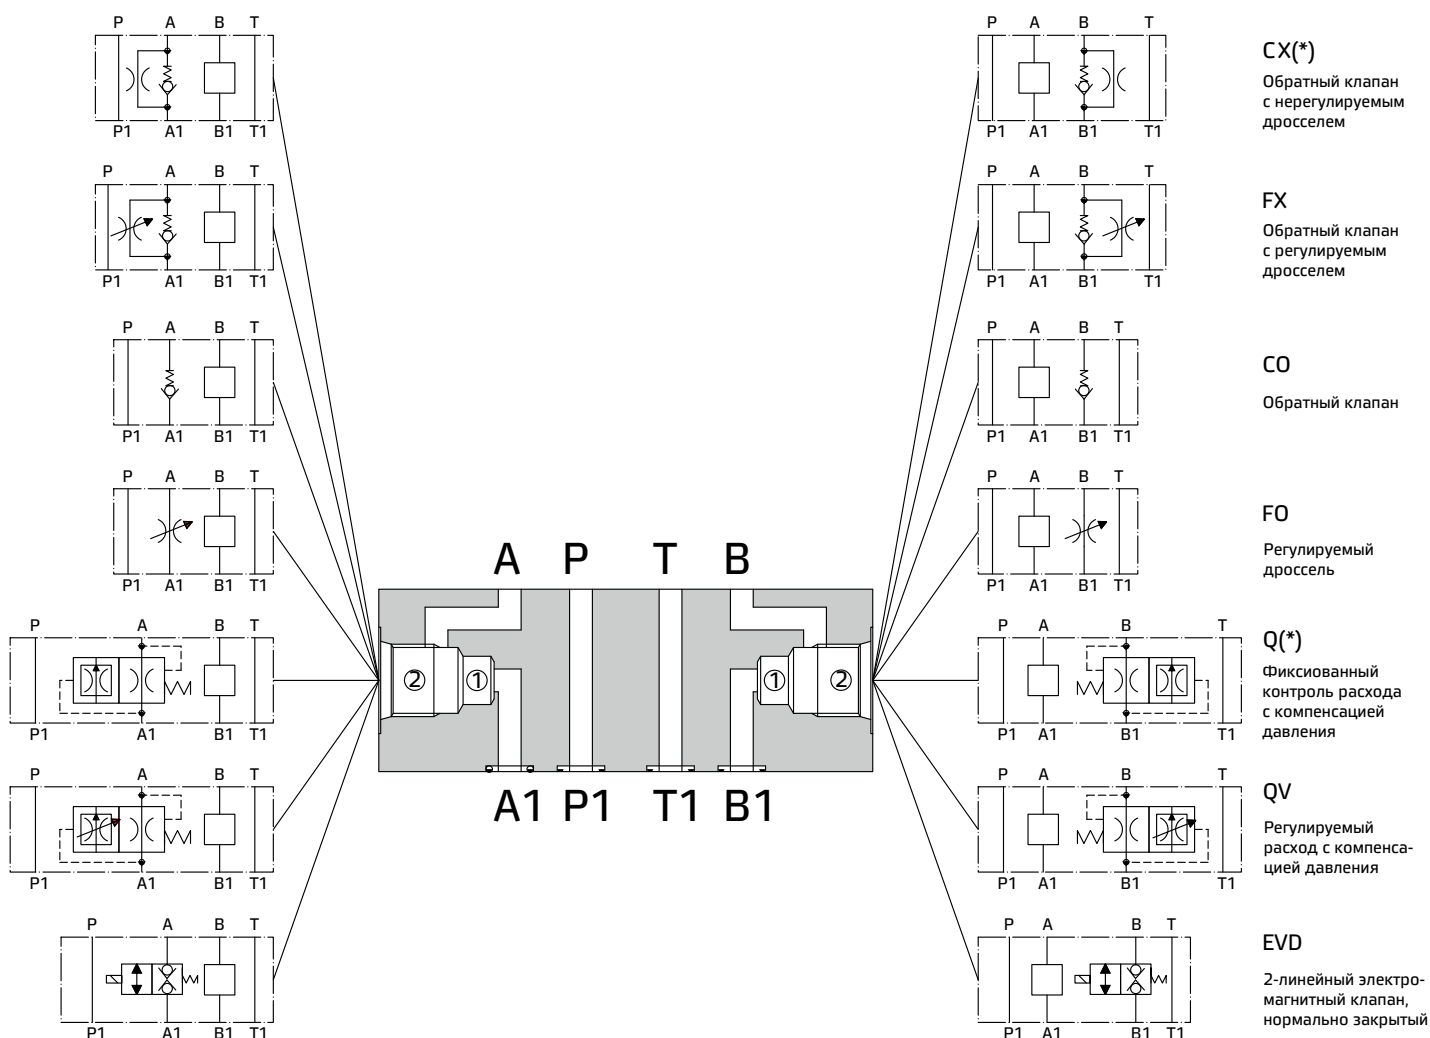 P A B T
P1 A1 B1 T1
P A B T
P1 A1 B1 T1
CX(*)
Обратный клапан
с нерегулируемым
дросселем
P A B T
P1 A1 B1 T1
P A B T
P1 A1 B1 T1
FX
Обратный клапан
с регулируемым
дросселем
P A B T
P1 A1 B1 T1
P A B T
P1 A1 B1 T1
CO
Обратный клапан
P A B T
P1 A1 B1 T1
P A B T
P1 A1 B1 T1
FO
Регулируемый
дроссель
A P T B
② ① ① ②
A1 P1 T1 B1
P A B T
P1 A1 B1 T1
P A B T
P1 A1 B1 T1
Q(*)
Фиксиованный
контроль расхода
с компенсацией
давления
P A B T
P1 A1 B1 T1
P A B T
P1 A1 B1 T1
QV
Регулируемый
расход с компенса-
цией давления
P A B T
P1 A1 B1 T1
P A B T
P1 A1 B1 T1
EVD
2-линейный электро-
магнитный клапан,
нормально закрытый